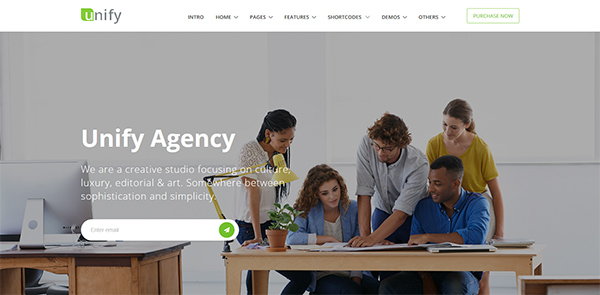 unify
INTRO HOME PAGES FEATURES SHORTCODES DEMOS OTHERS PURCHASE NOW
Unify Agency
We are a creative studio focusing on culture,
luxury, editorial & art. Somewhere between
sophistication and simplicity.
Enter email